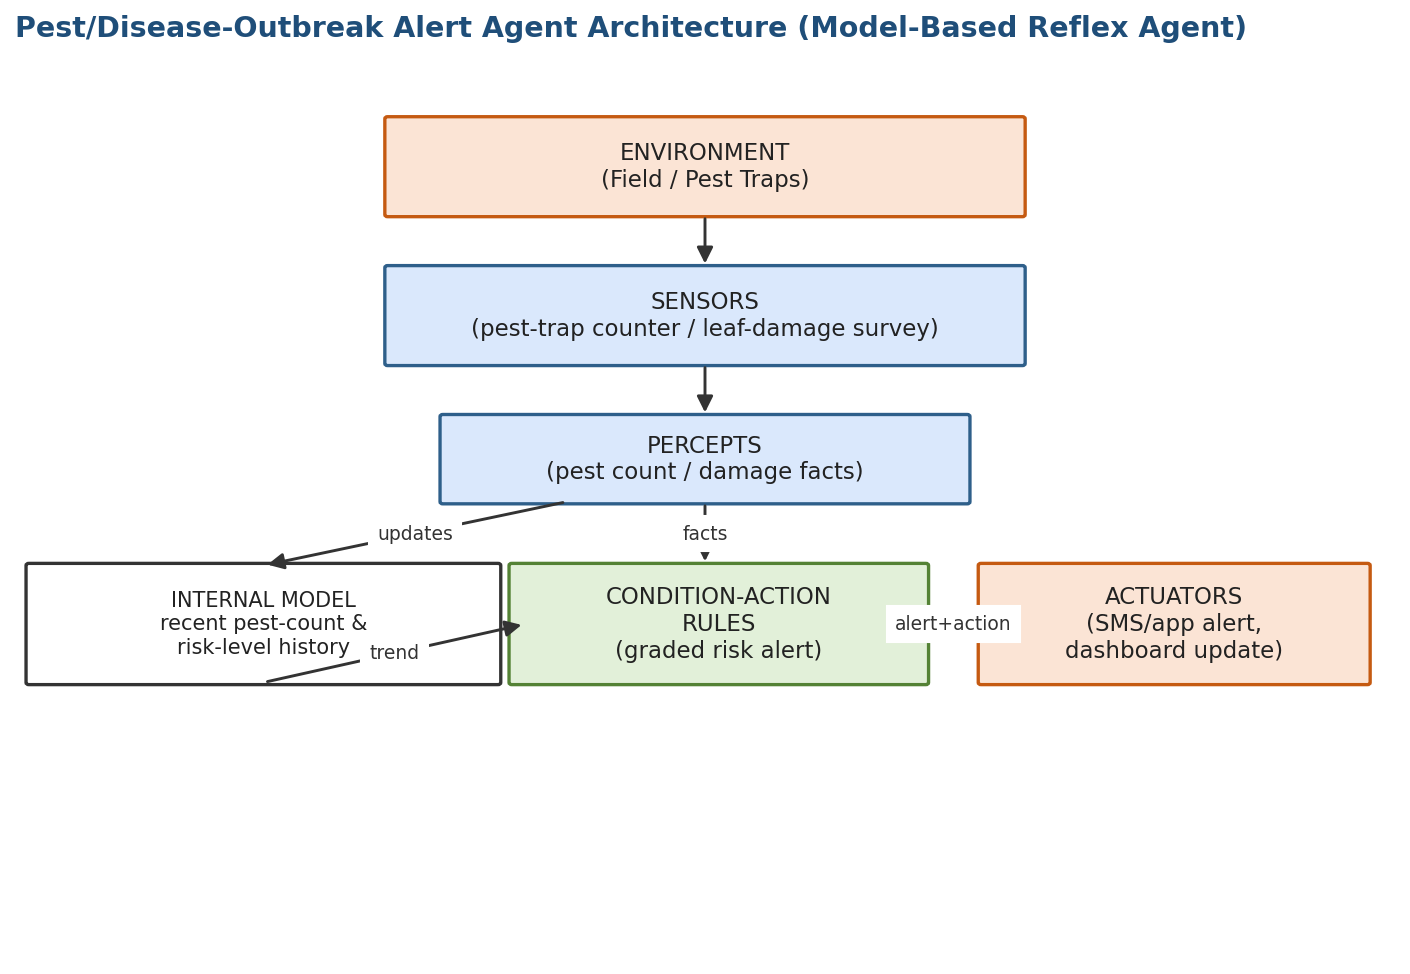 Pest/Disease-Outbreak Alert Agent Architecture (Model-Based Reflex Agent)
ENVIRONMENT
(Field / Pest Traps)
SENSORS
(pest-trap counter / leaf-damage survey)
PERCEPTS
(pest count / damage facts)
updates
facts
INTERNAL MODEL
recent pest-count &
risk-level history
trend
CONDITION-ACTION
RULES
(graded risk alert)
alert+action
ACTUATORS
(SMS/app alert,
dashboard update)